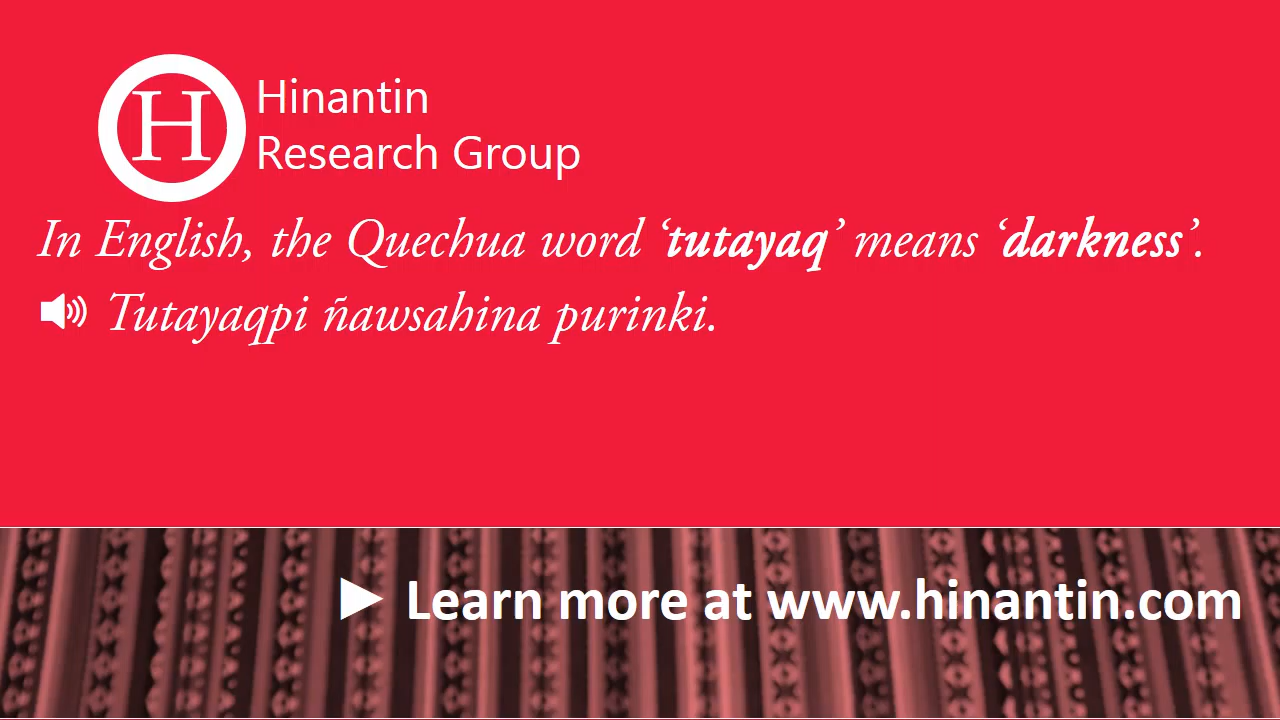 H
Hinantin
Research Group
In English, the Quechua word ‘tutayaq’ means ‘darkness’.
Tutayaqpi ñawsahina purinki.
Learn more at www.hinantin.com